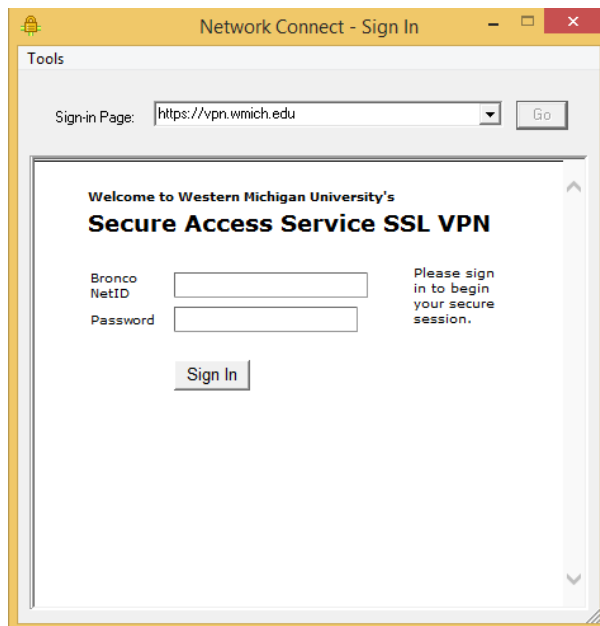 Network Connect - Sign In
Tools
Sign-in Page:
https://vpn.wmich.edu
Go
Welcome to Western Michigan University's
Secure Access Service SSL VPN
Bronco
NetID
Password
Please sign
in to begin
your secure
session.
Sign In